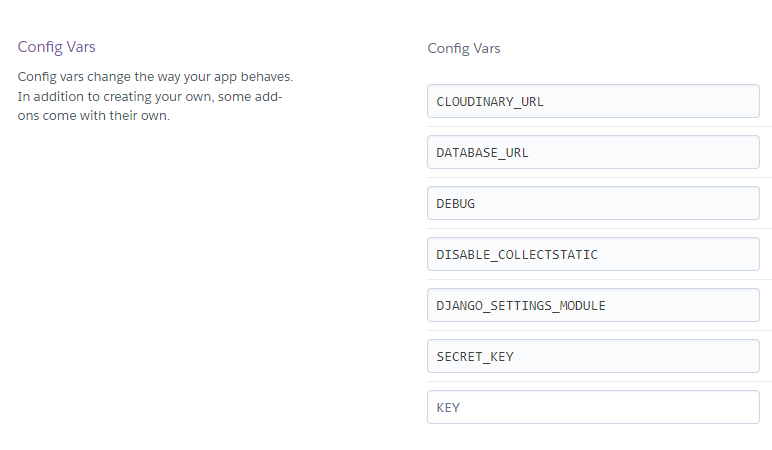 Config Vars
Config vars change the way your app behaves.
In addition to creating your own, some add-
ons come with their own.
Config Vars
CLOUDINARY_URL
DATABASE_URL
DEBUG
DISABLE_COLLECTSTATIC
DJANGO_SETTINGS_MODULE
SECRET_KEY
KEY